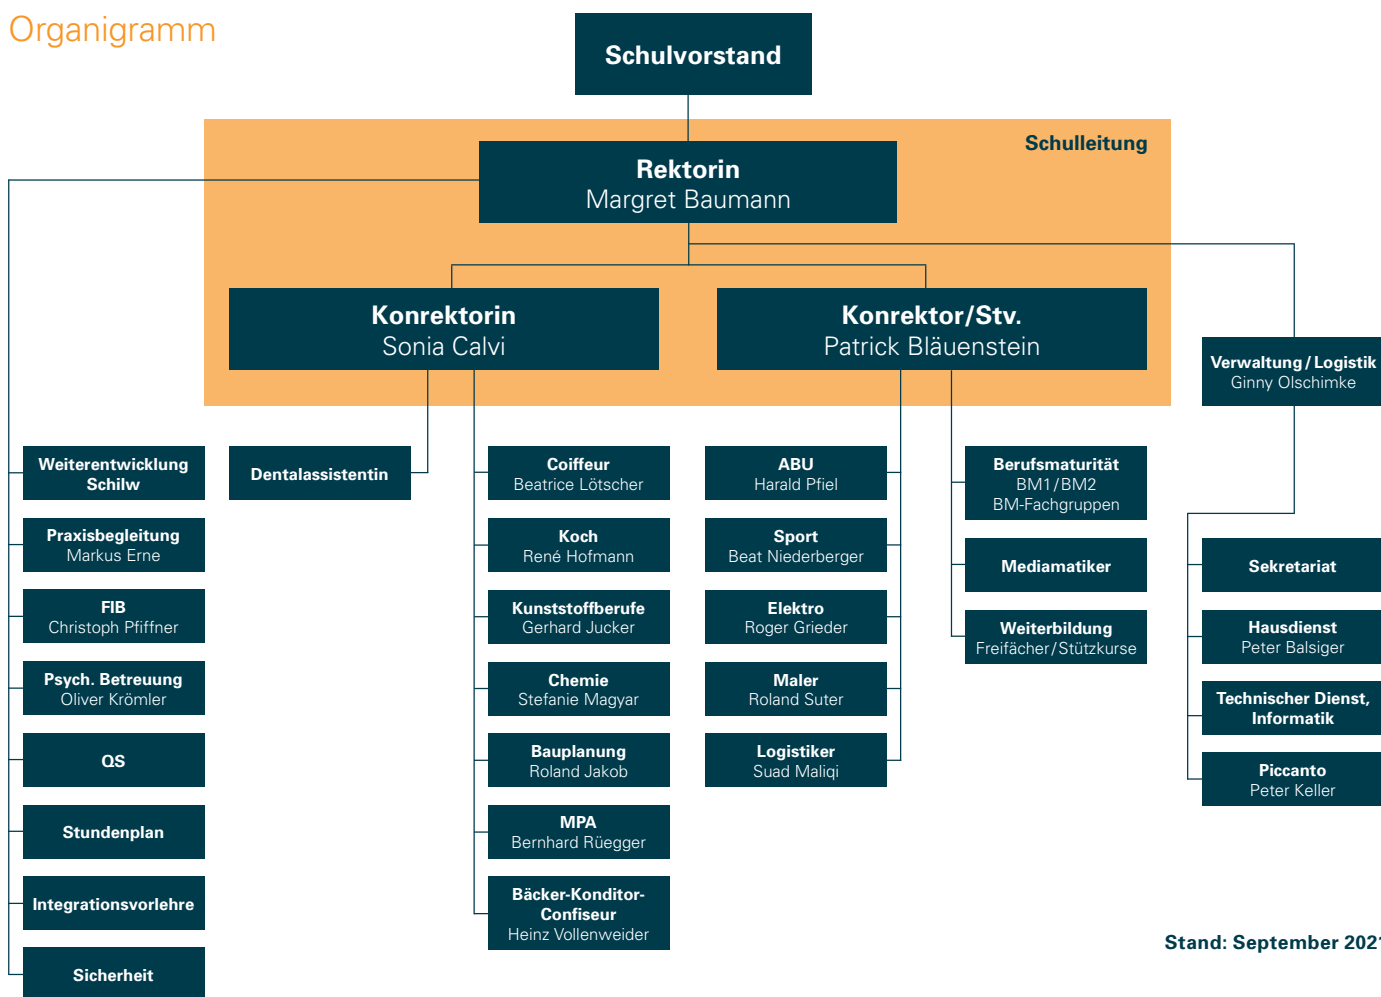 Organigramm
Schulvorstand
Schulleitung
Rektorin
Margret Baumann
Konrektorin
Sonia Calvi
Konrektor/Stv.
Patrick Bläuenstein
Verwaltung / Logistik
Ginny Olschimke
Weiterentwicklung
Schilw
Praxisbegleitung
Markus Erne
FIB
Christoph Pfiffner
Psych. Betreuung
Oliver Krömler
QS
Stundenplan
Integrationsvorlehre
Sicherheit
Dentalassistentin
Coiffeur
Beatrice Lötscher
Koch
René Hofmann
Kunststoffberufe
Gerhard Jucker
Chemie
Stefanie Magyar
Bauplanung
Roland Jakob
MPA
Bernhard Rüegger
Bäcker-Konditor-
Confiseur
Heinz Vollenweider
ABU
Harald Pfiel
Sport
Beat Niederberger
Elektro
Roger Grieder
Maler
Roland Suter
Logistiker
Suad Maliqi
Berufsmaturität
BM1/BM2
BM-Fachgruppen
Mediamatiker
Weiterbildung
Freifächer/Stützkurse
Sekretariat
Hausdienst
Peter Balsiger
Technischer Dienst,
Informatik
Piccanto
Peter Keller
Stand: September 2021